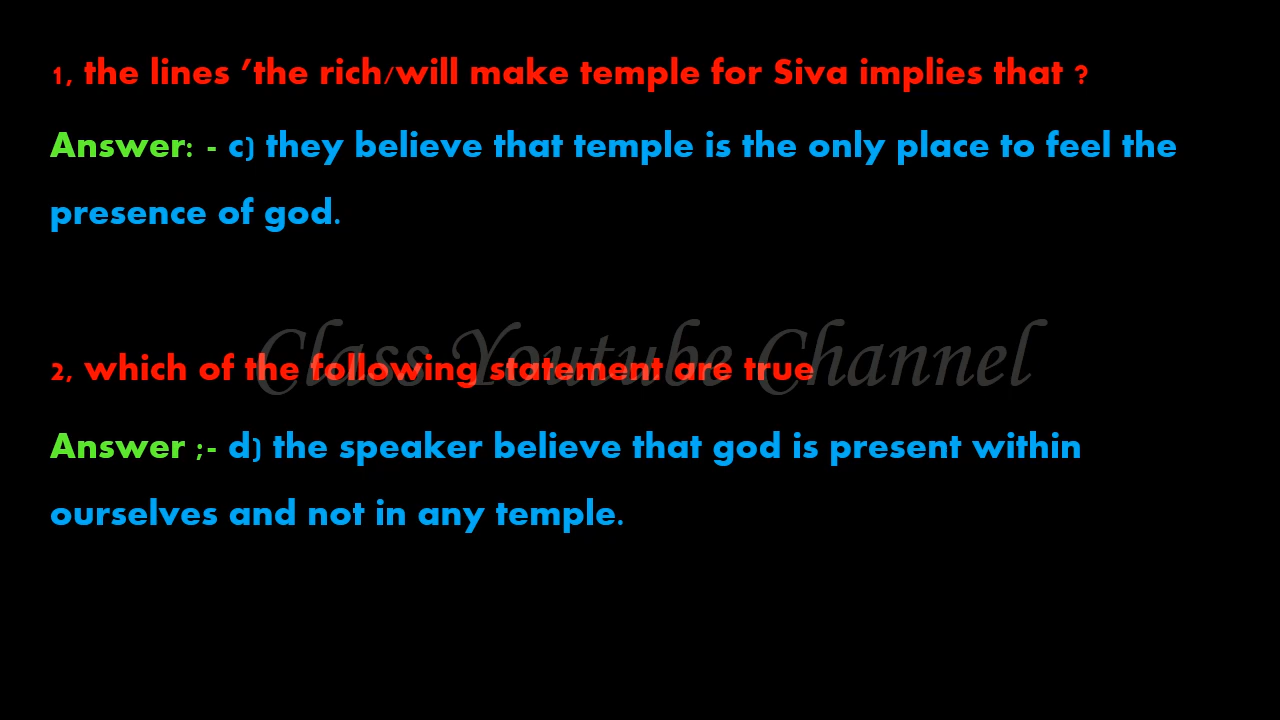 1, the lines 'the rich/will make temple for Siva implies that ?
Answer: - c) they believe that temple is the only place to feel the
presence of god.
Class Youtube Channel
2, which of the following statement are true
Answer ;- d) the speaker believe that god is present within
ourselves and not in any temple.